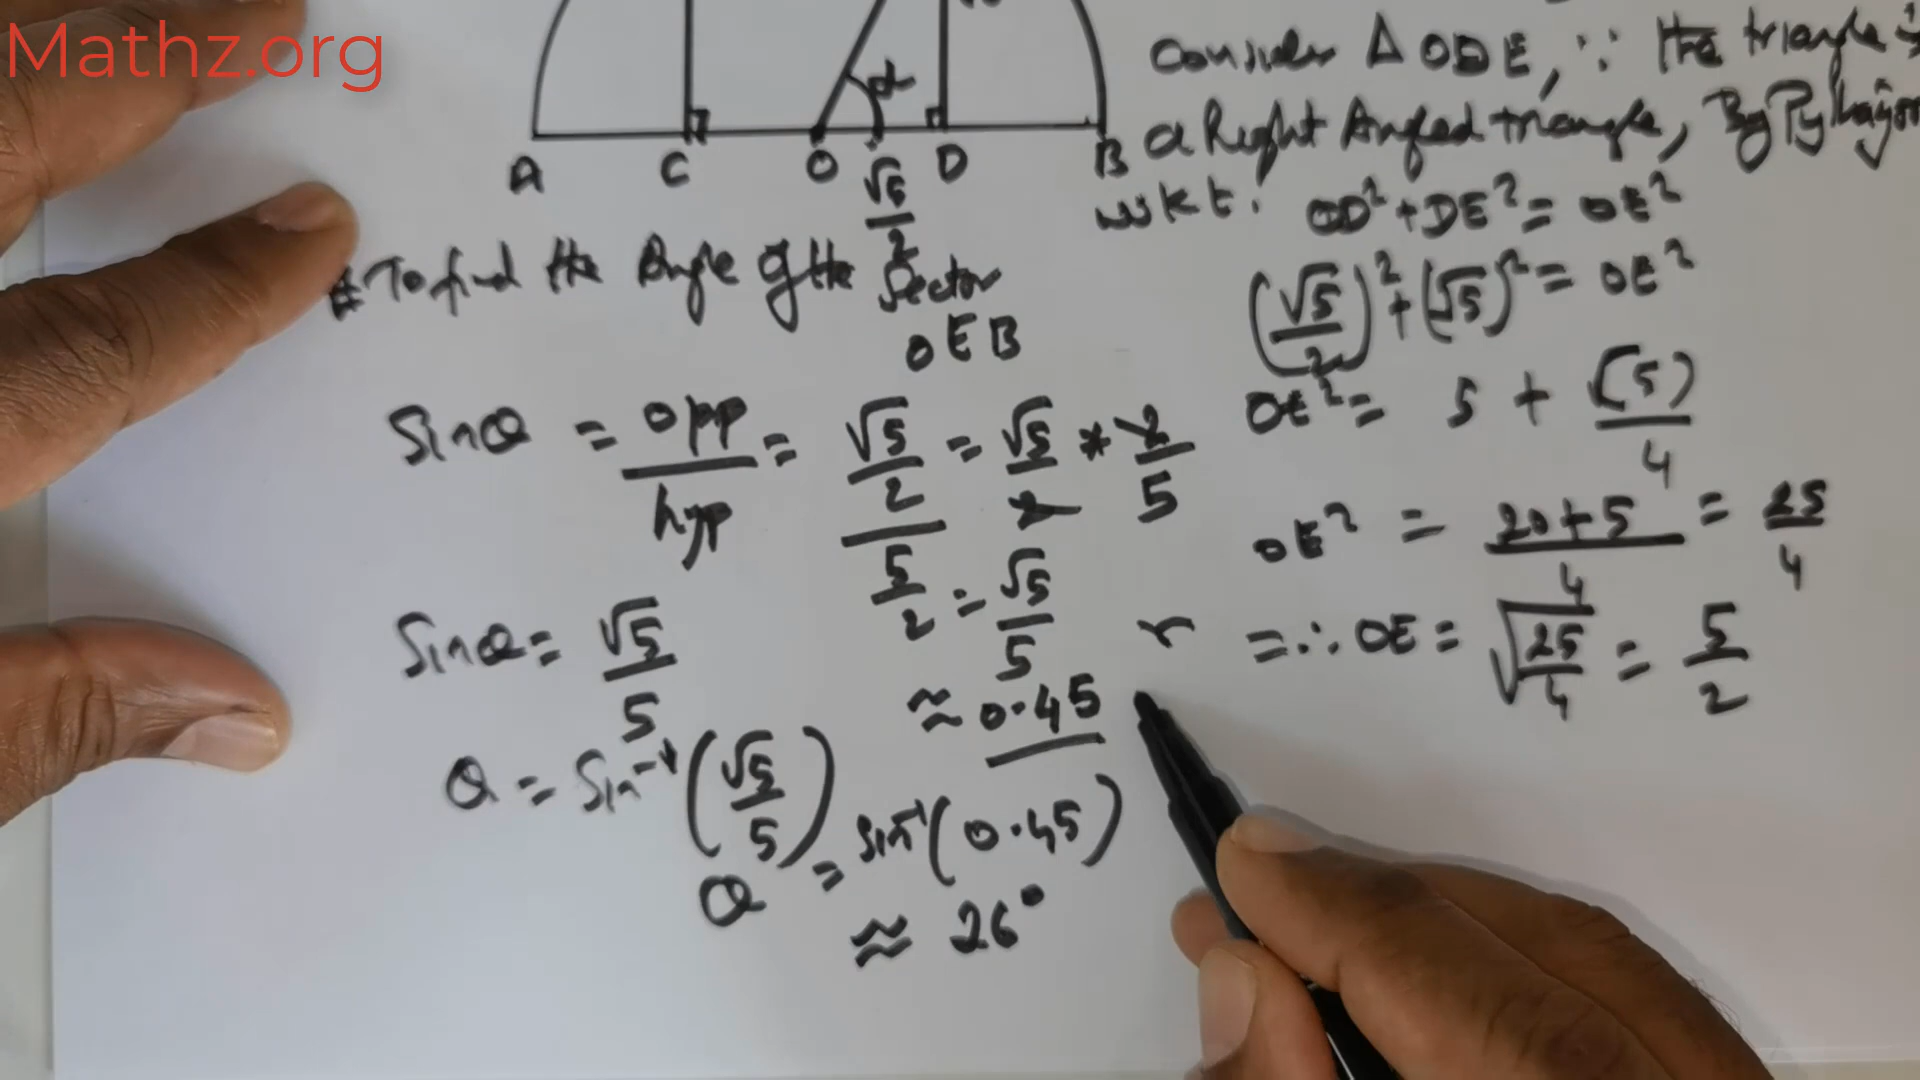 Mathz.org
Consider Δ ODE, ∵ the triangle is
a Right Angled triangle, By
wkt. OD² + DE² = OE²
(√5/2)² + (√5)² = OE²
OE² = 5 + (5)/4
OE² = (20+5)/4 = 25/4
r = ∴ OE = √(25/4) = 5/2
A C O D B
α
√5/2
To find the Angle of the Sector
OEB
Sinθ = opp/hyp = (√5/2)/(5/2) = √5/2 * 2/5
= √5/5
≈ 0.45
Sinθ = √5/5
θ = Sin⁻¹(√5/5) = Sin⁻¹(0.45)
θ ≈ 26°